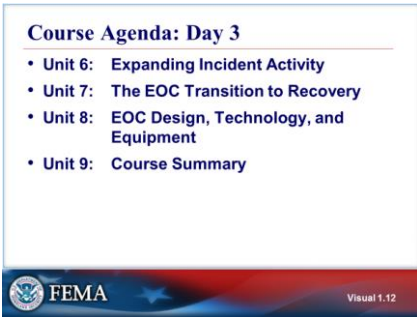 Course Agenda: Day 3
• Unit 6: Expanding Incident Activity
• Unit 7: The EOC Transition to Recovery
• Unit 8: EOC Design, Technology, and
Equipment
• Unit 9: Course Summary
FEMA
Visual 1.12